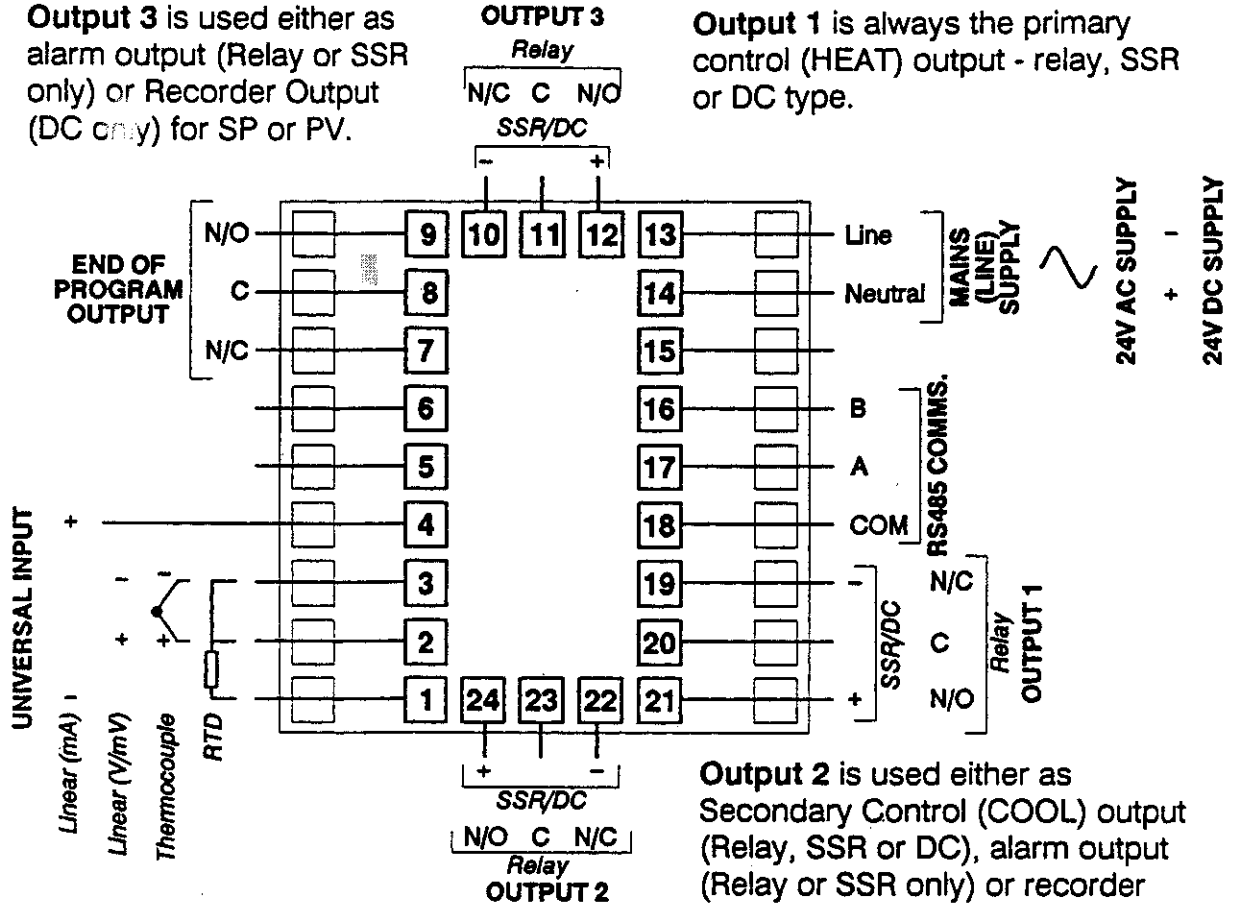 Output 3 is used either as
alarm output (Relay or SSR
only) or Recorder Output
(DC only) for SP or PV.
OUTPUT 3
Relay
N/C C N/O
SSR/DC
- +
Output 1 is always the primary
control (HEAT) output - relay, SSR
or DC type.
END OF
PROGRAM
OUTPUT
N/O
C
N/C
9
8
7
6
5
4
3
2
1
10 11 12 13
14
15
16
17
18
19
20
21
24 23 22
Line
Neutral
MAINS
(LINE)
SUPPLY
24V AC SUPPLY
- +
24V DC SUPPLY
B
A
COM
RS485 COMMS.
- +
SSR/DC
N/C
C
N/O
Relay
OUTPUT 1
UNIVERSAL INPUT
+
- -
+ +
Linear (mA)
Linear (V/mV)
Thermocouple
RTD
+ -
SSR/DC
N/O C N/C
Relay
OUTPUT 2
Output 2 is used either as
Secondary Control (COOL) output
(Relay, SSR or DC), alarm output
(Relay or SSR only) or recorder